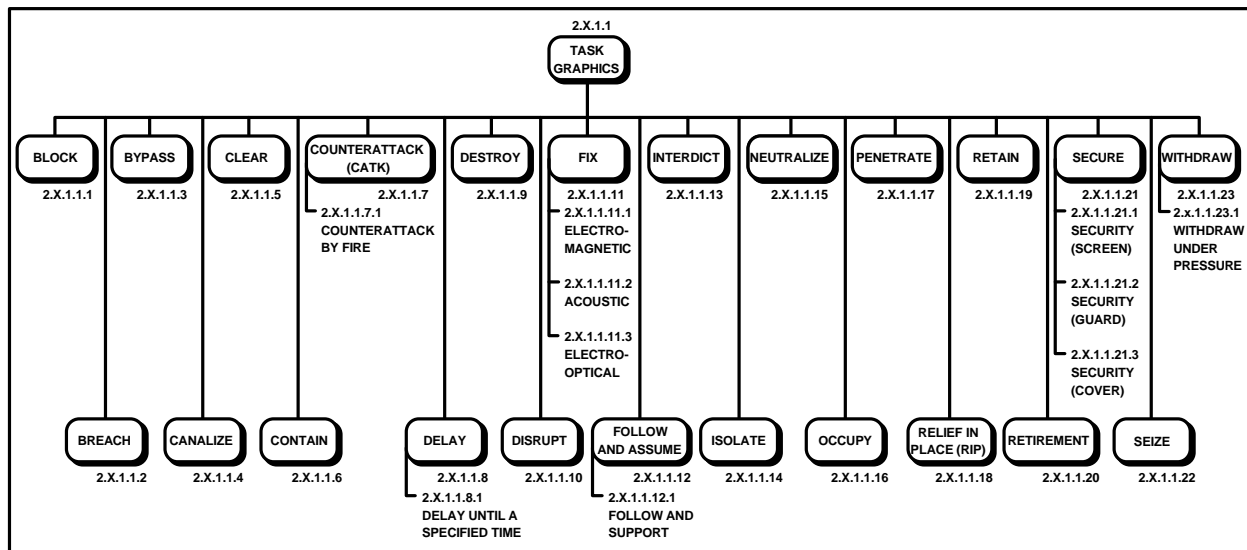 2.X.1.1
TASK
GRAPHICS
BLOCK
2.X.1.1.1
BYPASS
2.X.1.1.3
CLEAR
2.X.1.1.5
COUNTERATTACK
(CATK)
2.X.1.1.7
2.X.1.1.7.1
COUNTERATTACK
BY FIRE
DESTROY
2.X.1.1.9
FIX
2.X.1.1.11
2.X.1.1.11.1
ELECTRO-
MAGNETIC
2.X.1.1.11.2
ACOUSTIC
2.X.1.1.11.3
ELECTRO-
OPTICAL
INTERDICT
2.X.1.1.13
NEUTRALIZE
2.X.1.1.15
PENETRATE
2.X.1.1.17
RETAIN
2.X.1.1.19
SECURE
2.X.1.1.21
2.X.1.1.21.1
SECURITY
(SCREEN)
2.X.1.1.21.2
SECURITY
(GUARD)
2.X.1.1.21.3
SECURITY
(COVER)
WITHDRAW
2.X.1.1.23
2.x.1.1.23.1
WITHDRAW
UNDER
PRESSURE
BREACH
2.X.1.1.2
CANALIZE
2.X.1.1.4
CONTAIN
2.X.1.1.6
DELAY
2.X.1.1.8
2.X.1.1.8.1
DELAY UNTIL A
SPECIFIED TIME
DISRUPT
2.X.1.1.10
FOLLOW
AND ASSUME
2.X.1.1.12
2.X.1.1.12.1
FOLLOW AND
SUPPORT
ISOLATE
2.X.1.1.14
OCCUPY
2.X.1.1.16
RELIEF IN
PLACE (RIP)
2.X.1.1.18
RETIREMENT
2.X.1.1.20
SEIZE
2.X.1.1.22